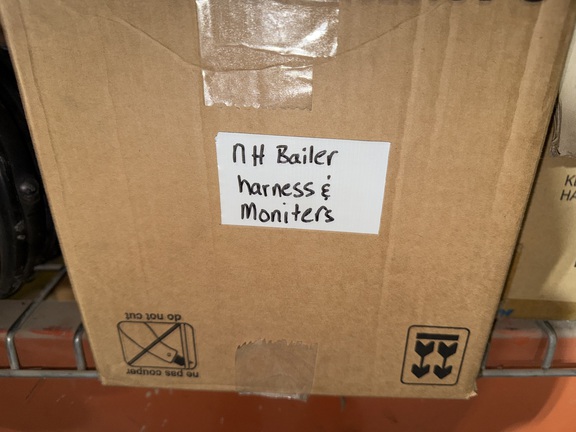 NH Bailer
harness &
Moniters
do not cut
ne pas couper